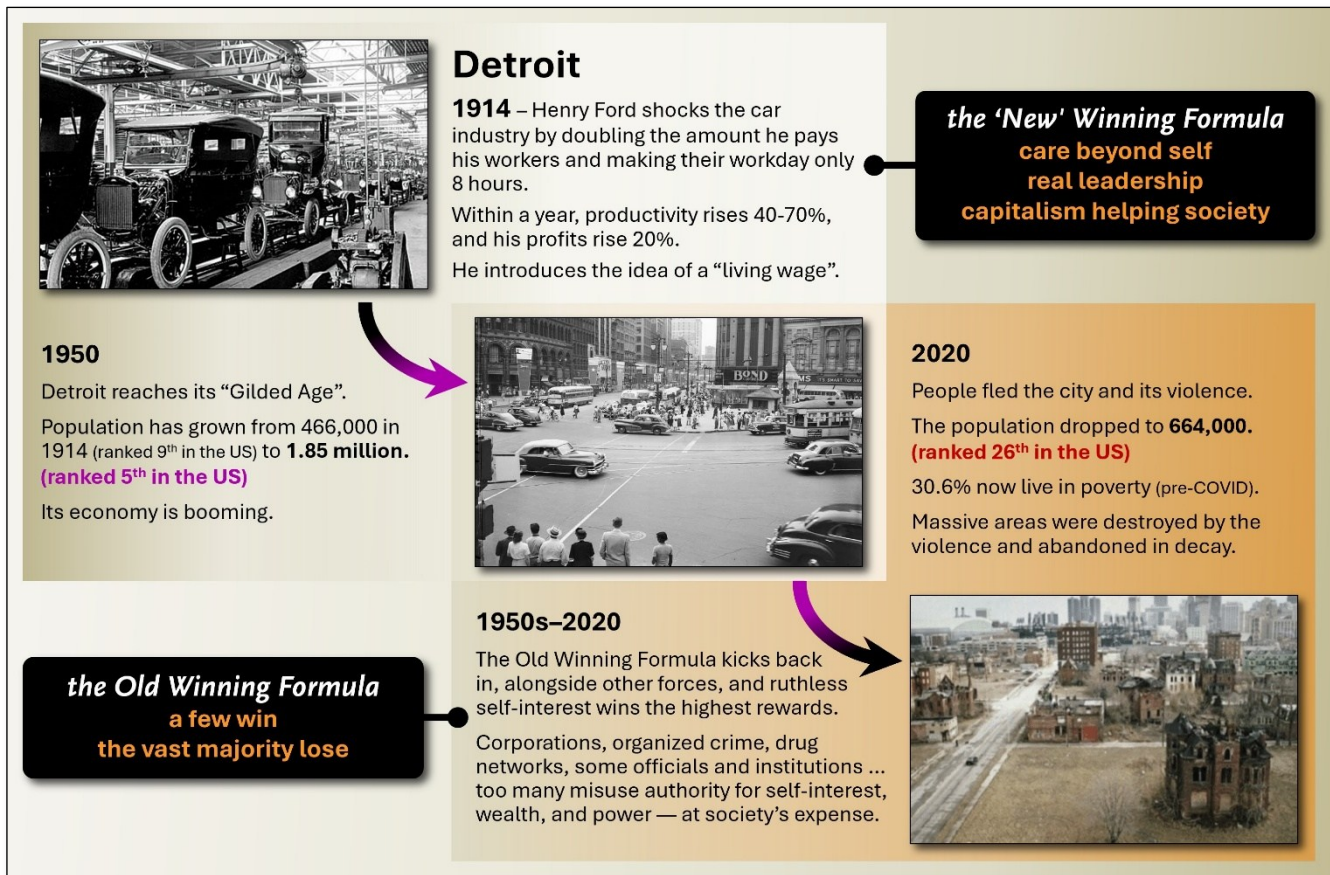 Detroit
1914 – Henry Ford shocks the car
industry by doubling the amount he pays
his workers and making their workday only
8 hours.
Within a year, productivity rises 40-70%,
and his profits rise 20%.
He introduces the idea of a “living wage”.
the ‘New' Winning Formula
care beyond self
real leadership
capitalism helping society
1950
Detroit reaches its “Gilded Age”.
Population has grown from 466,000 in
1914 (ranked 9th in the US) to 1.85 million.
(ranked 5th in the US)
Its economy is booming.
BOND
2020
People fled the city and its violence.
The population dropped to 664,000.
(ranked 26th in the US)
30.6% now live in poverty (pre-COVID).
Massive areas were destroyed by the
violence and abandoned in decay.
the Old Winning Formula
a few win
the vast majority lose
1950s–2020
The Old Winning Formula kicks back
in, alongside other forces, and ruthless
self-interest wins the highest rewards.
Corporations, organized crime, drug
networks, some officials and institutions ...
too many misuse authority for self-interest,
wealth, and power — at society’s expense.